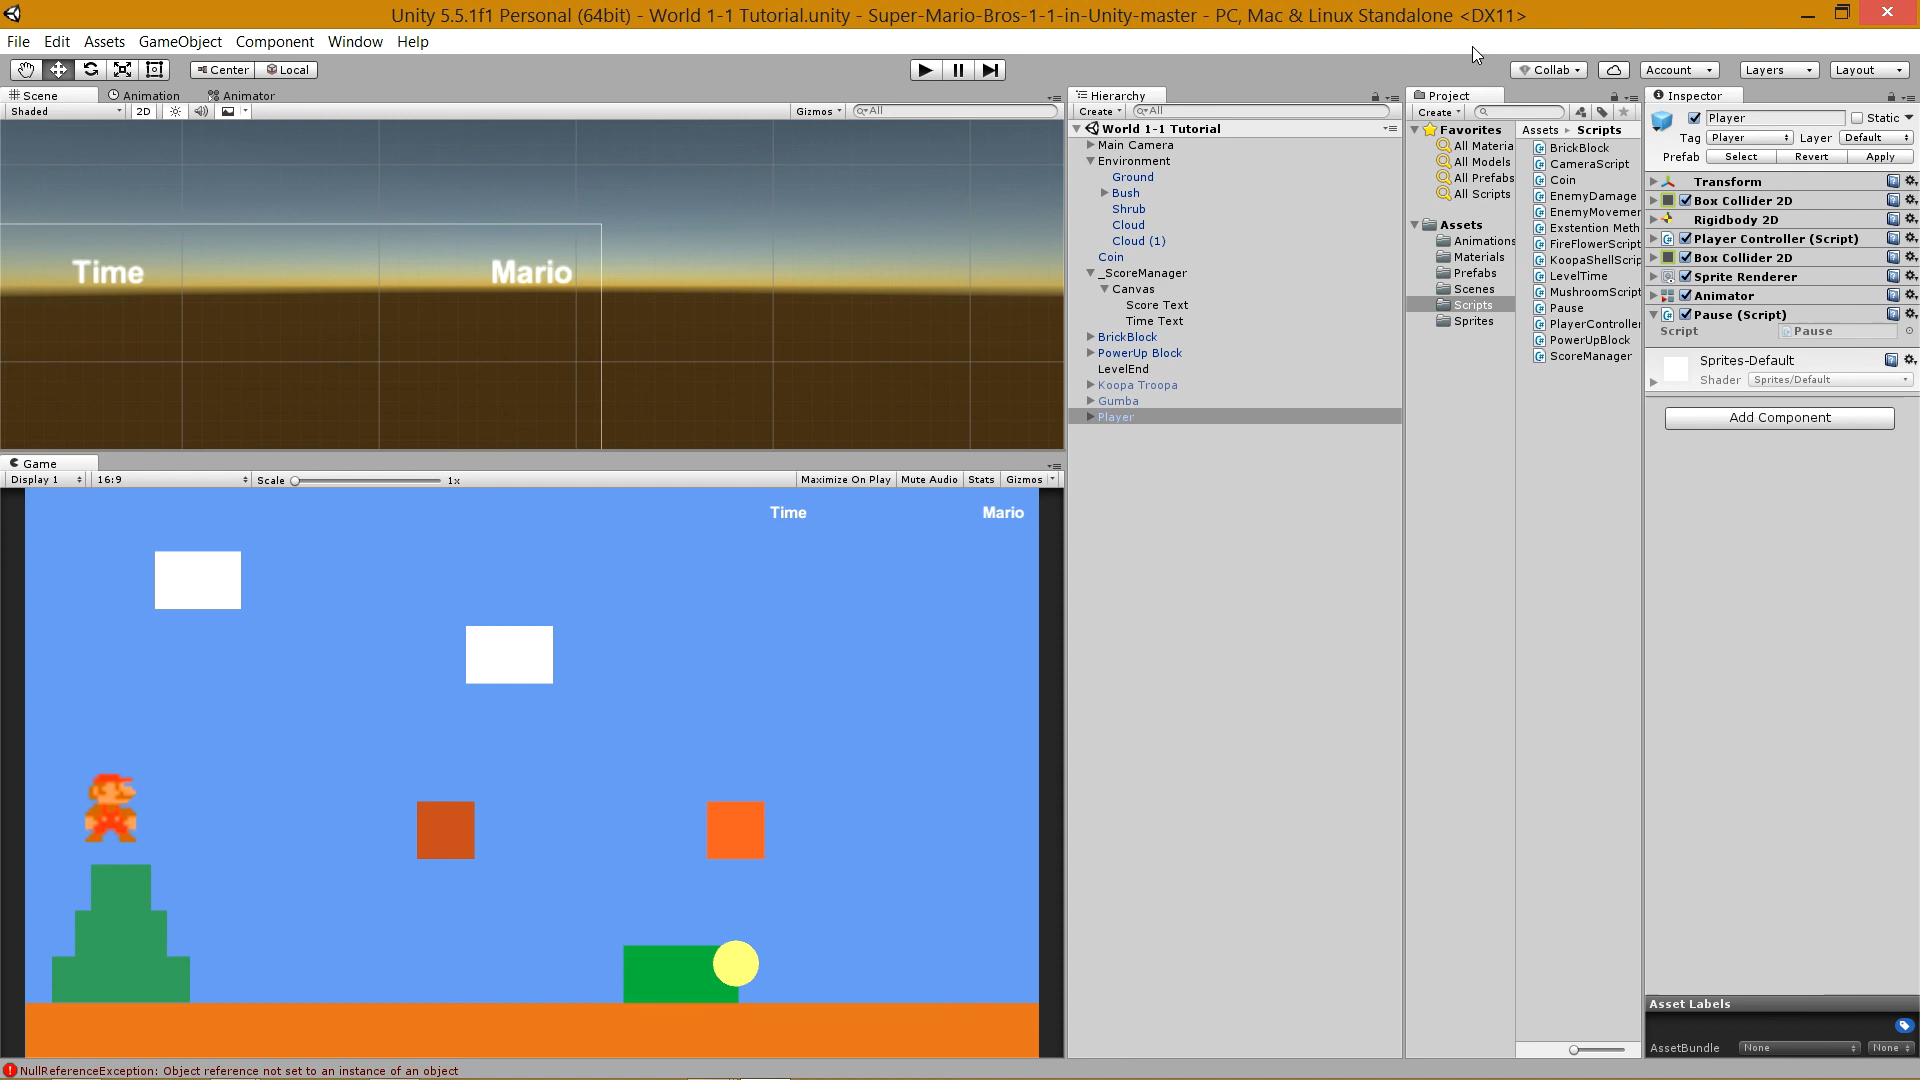 Unity 5.5.1f1 Personal (64bit) - World 1-1 Tutorial.unity - Super-Mario-Bros-1-1-in-Unity-master - PC, Mac & Linux Standalone <DX11>
File Edit Assets GameObject Component Window Help
Center Local Collab Account Layers Layout
Scene Animation Animator
Shaded 2D Gizmos All
Time Mario
Game
Display 1 16:9 Scale 1x Maximize On Play Mute Audio Stats Gizmos
Time Mario
Hierarchy
Create All
World 1-1 Tutorial
Main Camera
Environment
Ground
Bush
Shrub
Cloud
Cloud (1)
Coin
_ScoreManager
Canvas
Score Text
Time Text
BrickBlock
PowerUp Block
LevelEnd
Koopa Troopa
Gumba
Player
Project
Create
Favorites
All Materia
All Models
All Prefabs
All Scripts
Assets
Animations
Materials
Prefabs
Scenes
Scripts
Sprites
Assets Scripts
BrickBlock
CameraScript
Coin
EnemyDamage
EnemyMovemer
Exstention Meth
FireFlowerScript
KoopaShellScrip
LevelTime
MushroomScript
Pause
PlayerController
PowerUpBlock
ScoreManager
Inspector
Player Static
Tag Player Layer Default
Prefab Select Revert Apply
Transform
Box Collider 2D
Rigidbody 2D
Player Controller (Script)
Box Collider 2D
Sprite Renderer
Animator
Pause (Script)
Script Pause
Sprites-Default
Shader Sprites/Default
Add Component
Asset Labels
AssetBundle None None
NullReferenceException: Object reference not set to an instance of an object